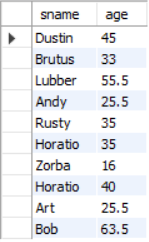 sname age
Dustin 45
Brutus 33
Lubber 55.5
Andy 25.5
Rusty 35
Horatio 35
Zorba 16
Horatio 40
Art 25.5
Bob 63.5